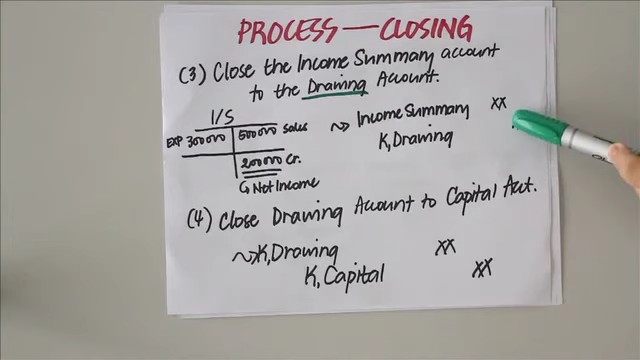 PROCESS — CLOSING
(3) Close the Income Summary account
to the Drawing Account.
I/S
EXP 300000 500000 Sales
200000 Cr.
↳ Net Income
~> Income Summary xx
K, Drawing
(4) Close Drawing Account to Capital Acct.
~> K, Drawing xx
K, Capital xx